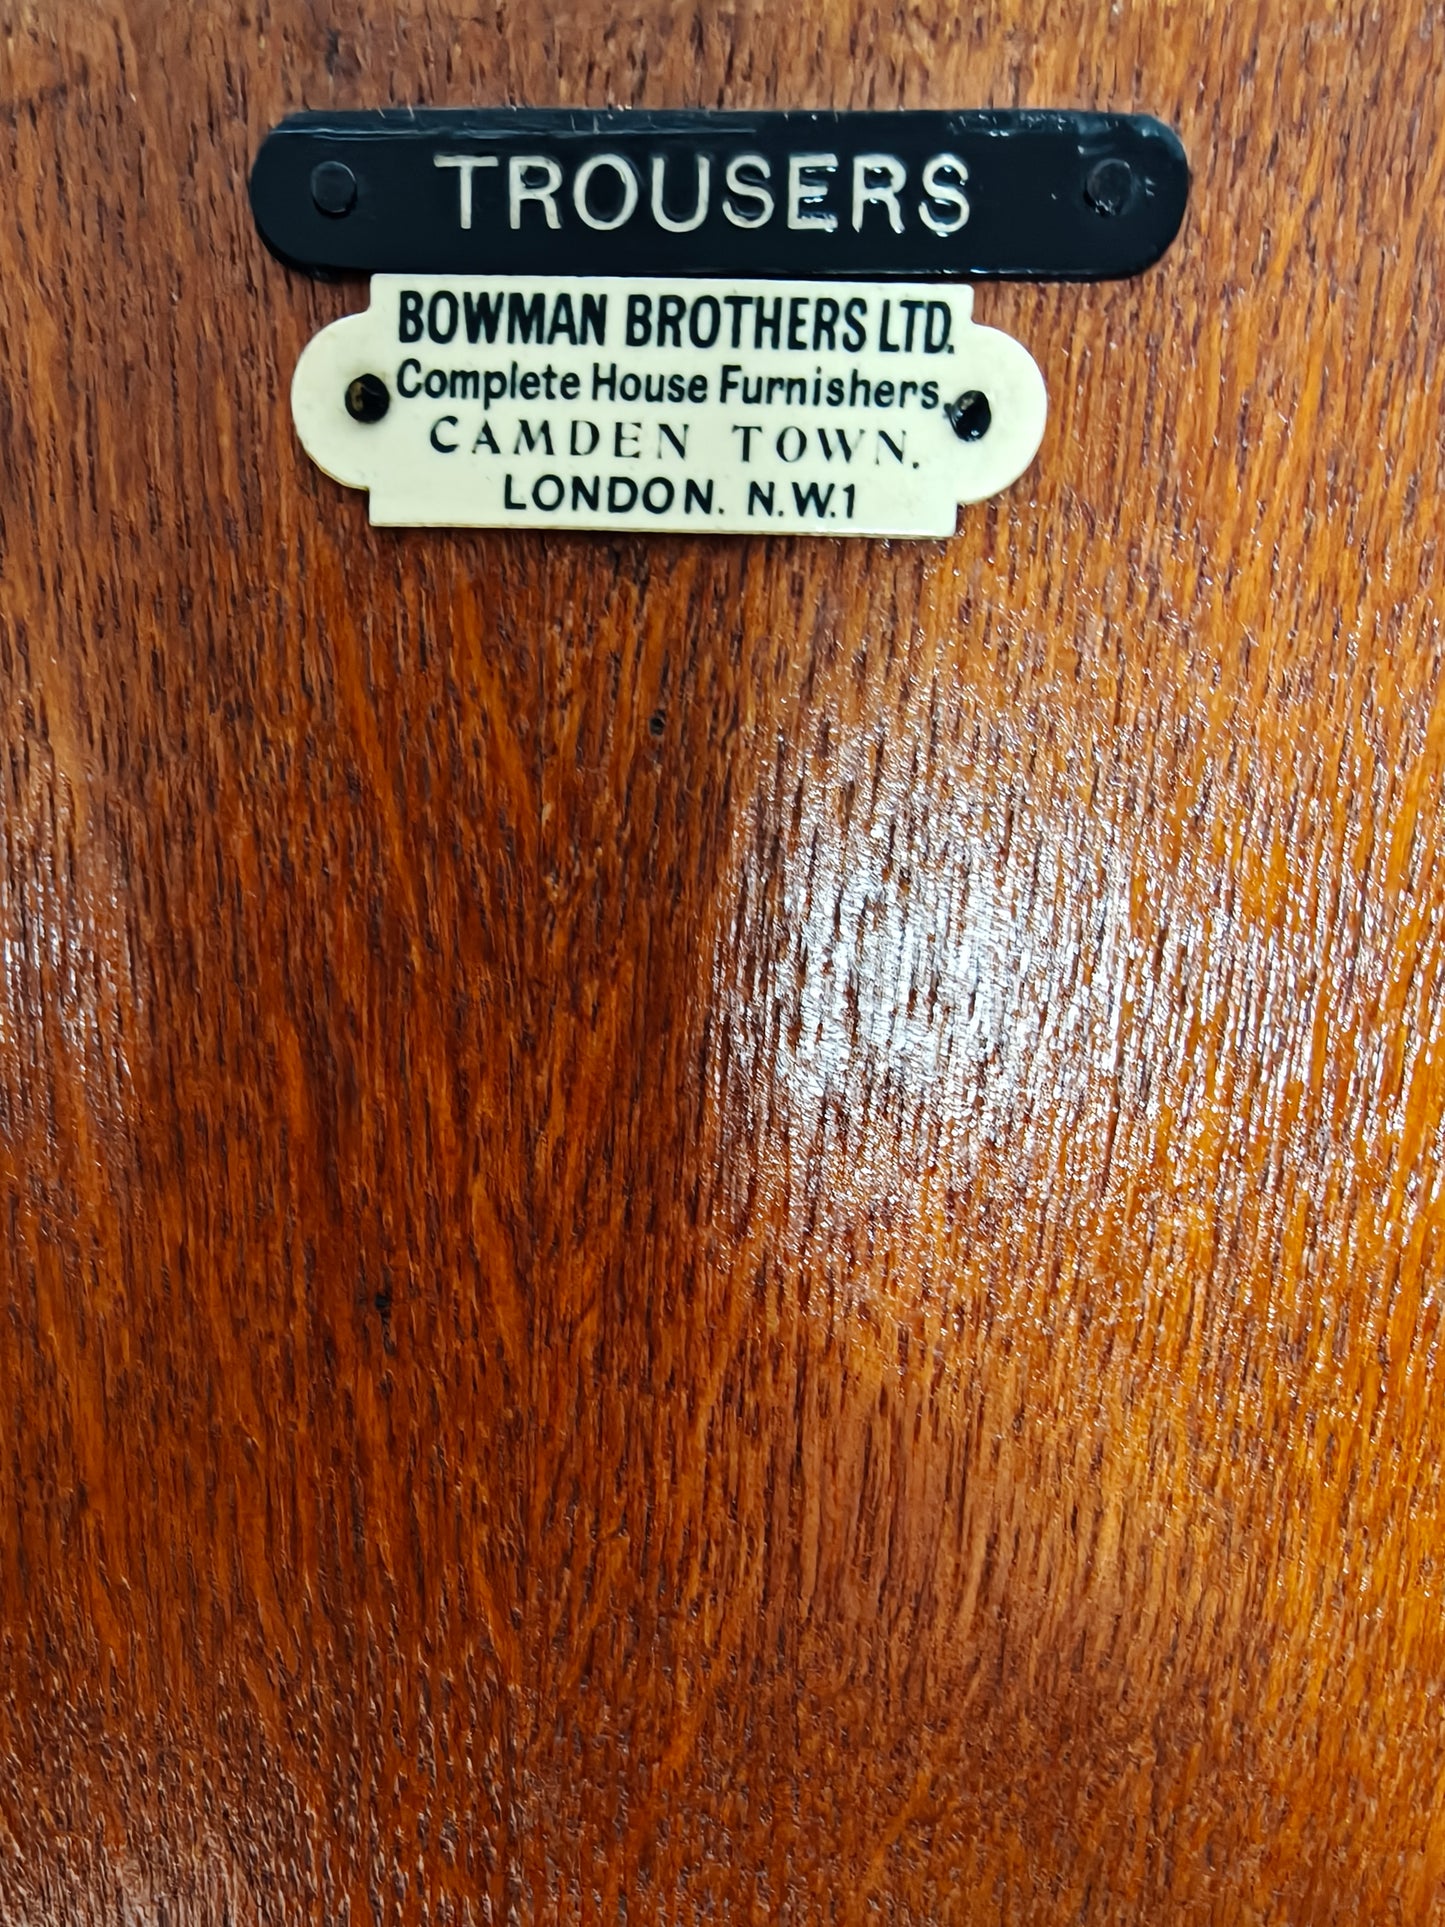 TROUSERS
BOWMAN BROTHERS LTD.
Complete House Furnishers,
CAMDEN TOWN.
LONDON. N.W.1